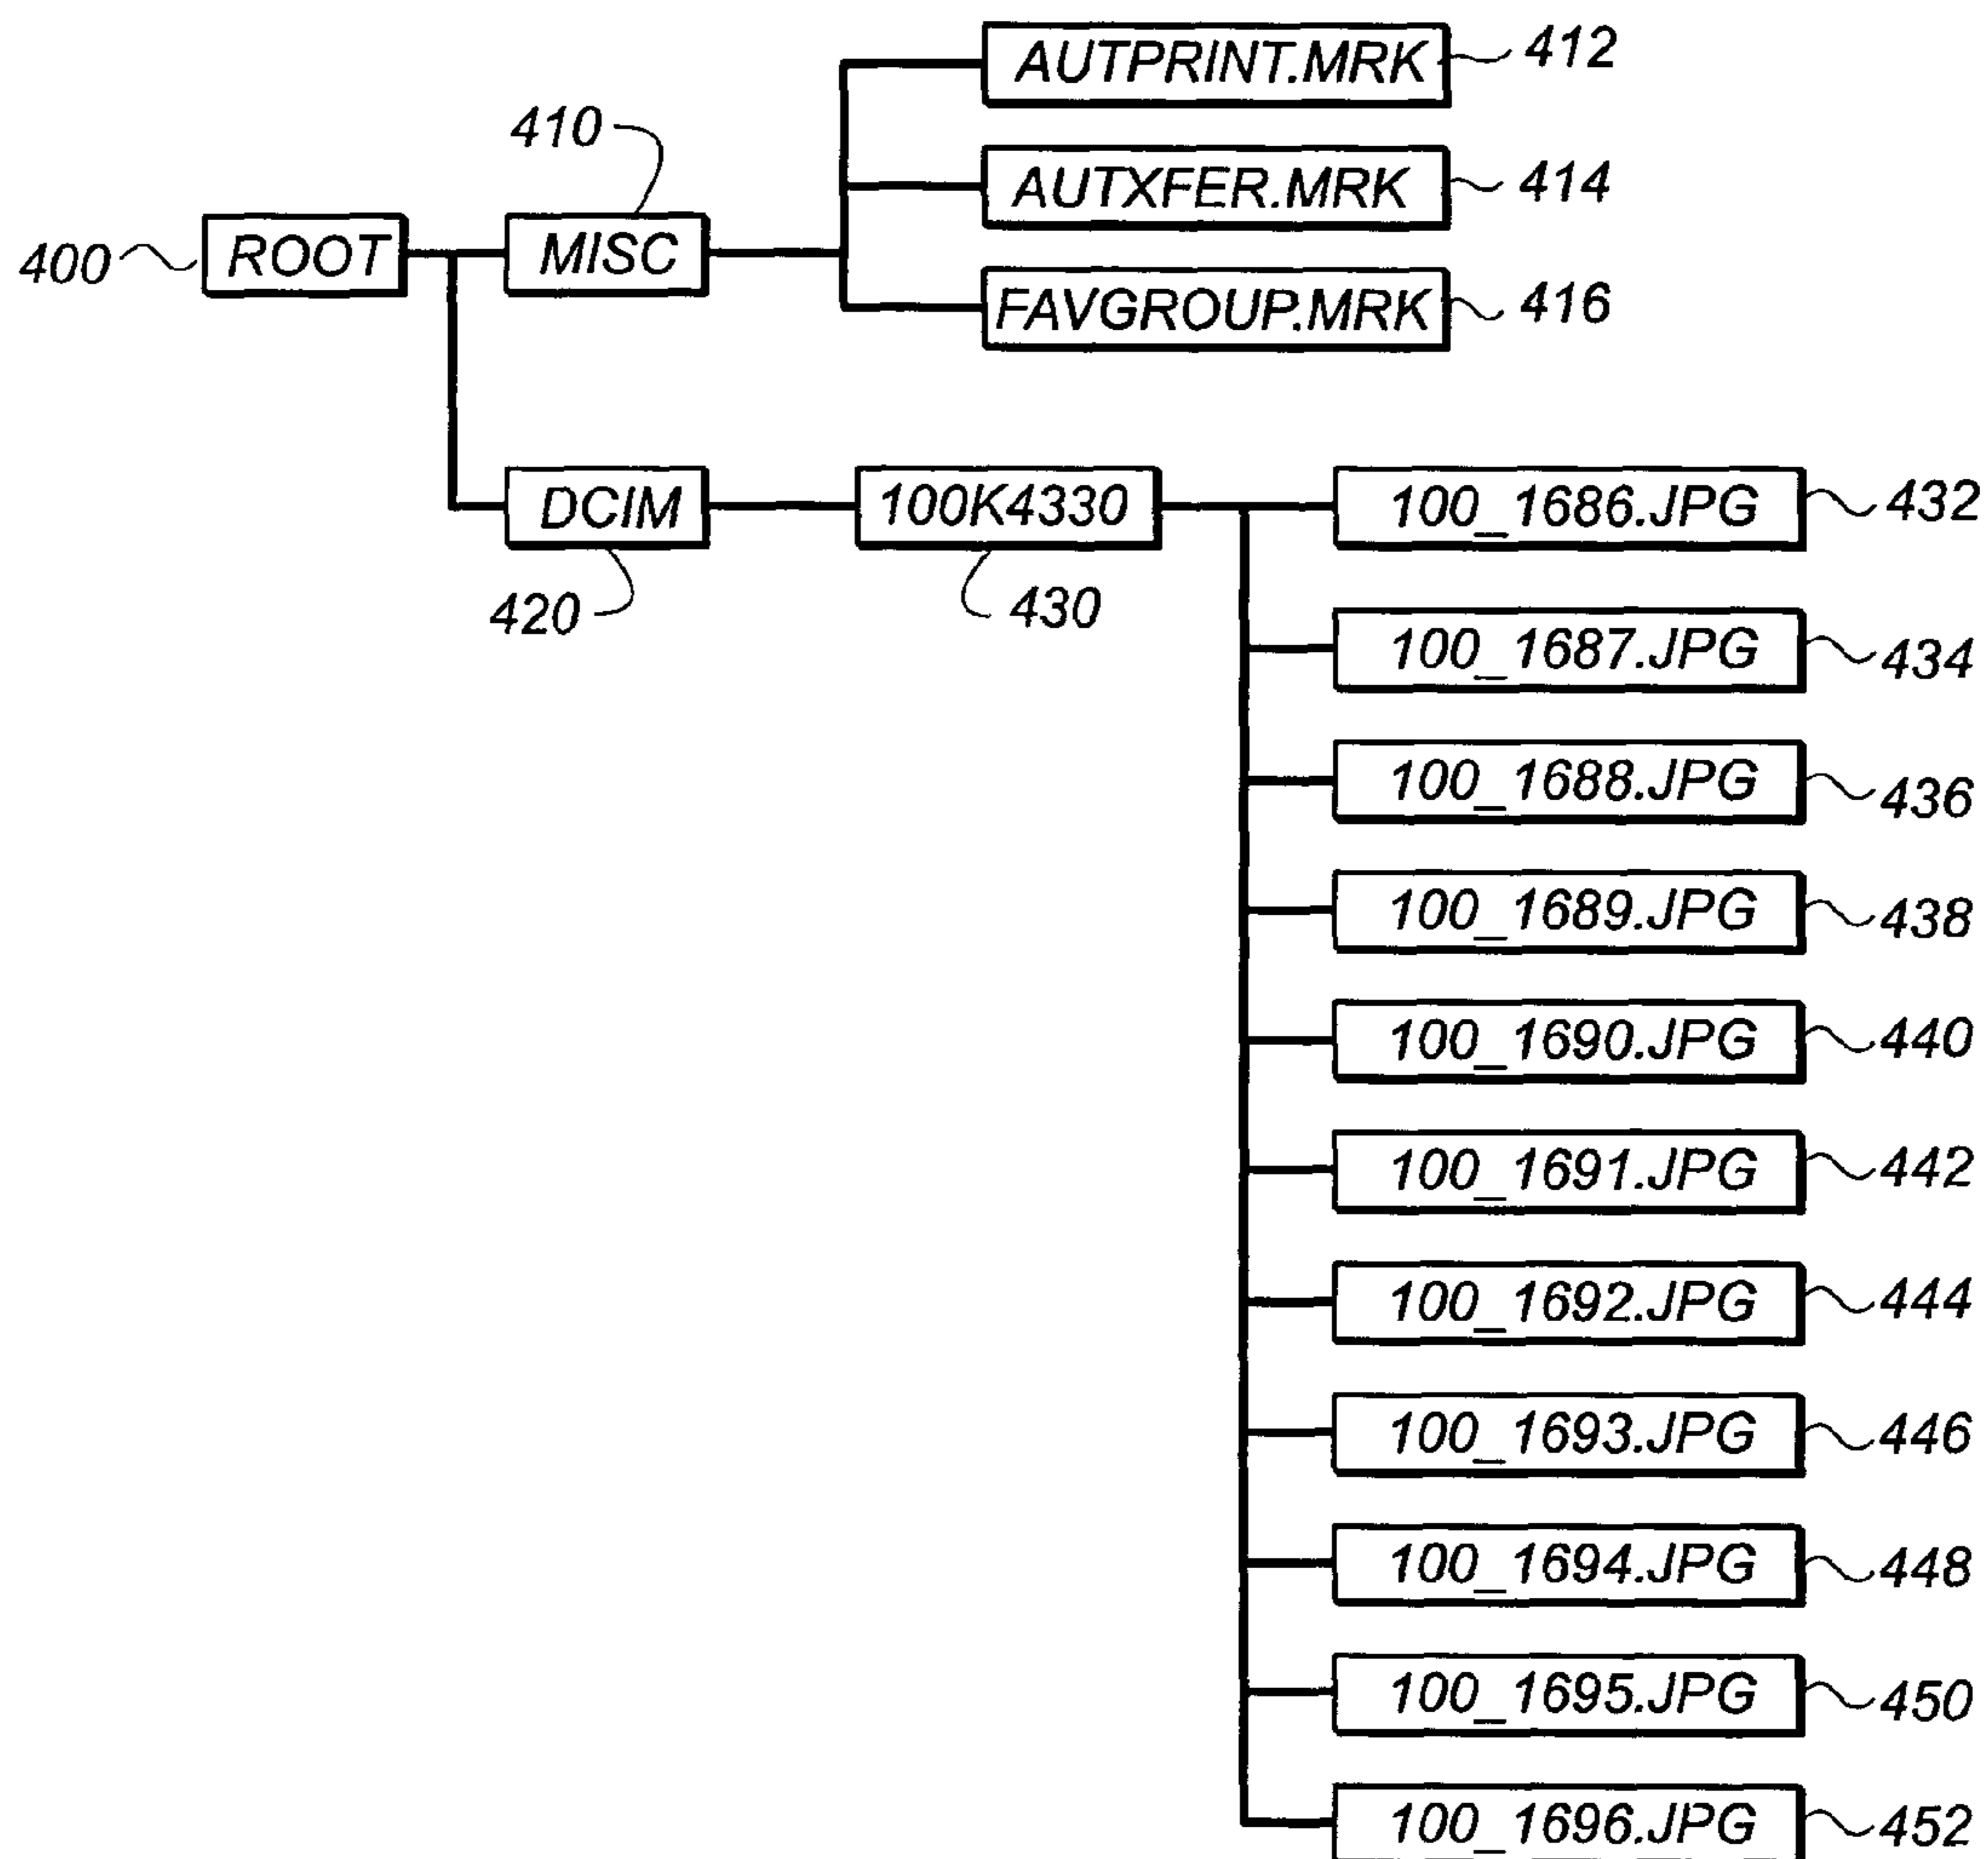 AUTPRINT.MRK 412
410
AUTXFER.MRK 414
400 ROOT MISC
FAVGROUP.MRK 416
DCIM 100K4330 100_1686.JPG 432
420 430
100_1687.JPG 434
100_1688.JPG 436
100_1689.JPG 438
100_1690.JPG 440
100_1691.JPG 442
100_1692.JPG 444
100_1693.JPG 446
100_1694.JPG 448
100_1695.JPG 450
100_1696.JPG 452